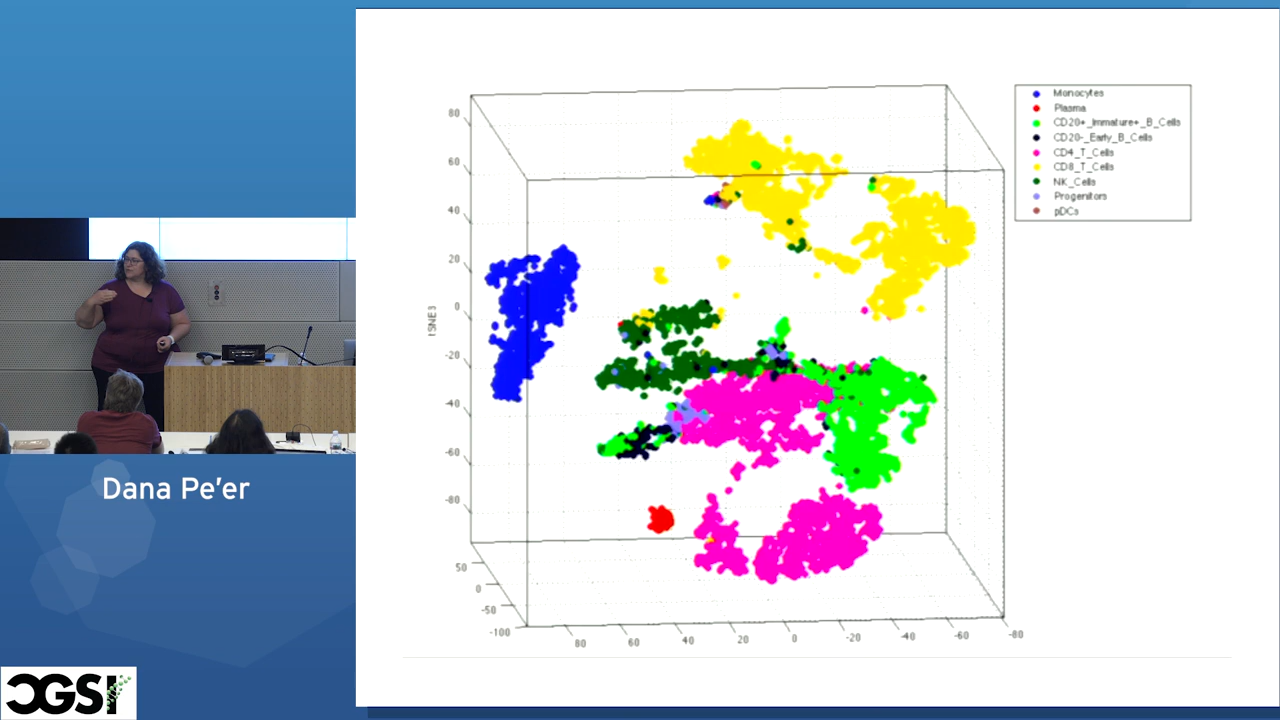 80
60
40
20
0
-20
-40
-60
-80
tSNE3
50
0
-50
-100
80
60
40
20
0
-20
-40
-60
-80
Monocytes
Plasma
CD20+_Immature+_B_Cells
CD20-_Early_B_Cells
CD4_T_Cells
CD8_T_Cells
NK_Cells
Progenitors
pDCs
Dana Pe'er
CGSI